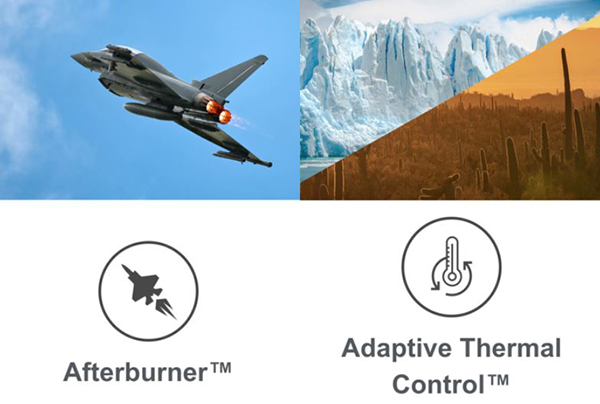 Afterburner™
Adaptive Thermal
Control™